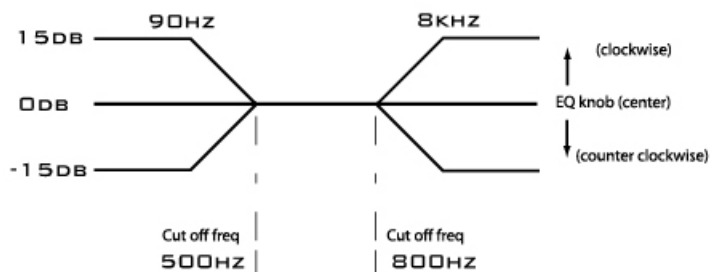 90HZ 8KHZ
15DB
(clockwise)
0DB EQ knob (center)
-15DB (counter clockwise)
Cut off freq Cut off freq
500HZ 800HZ